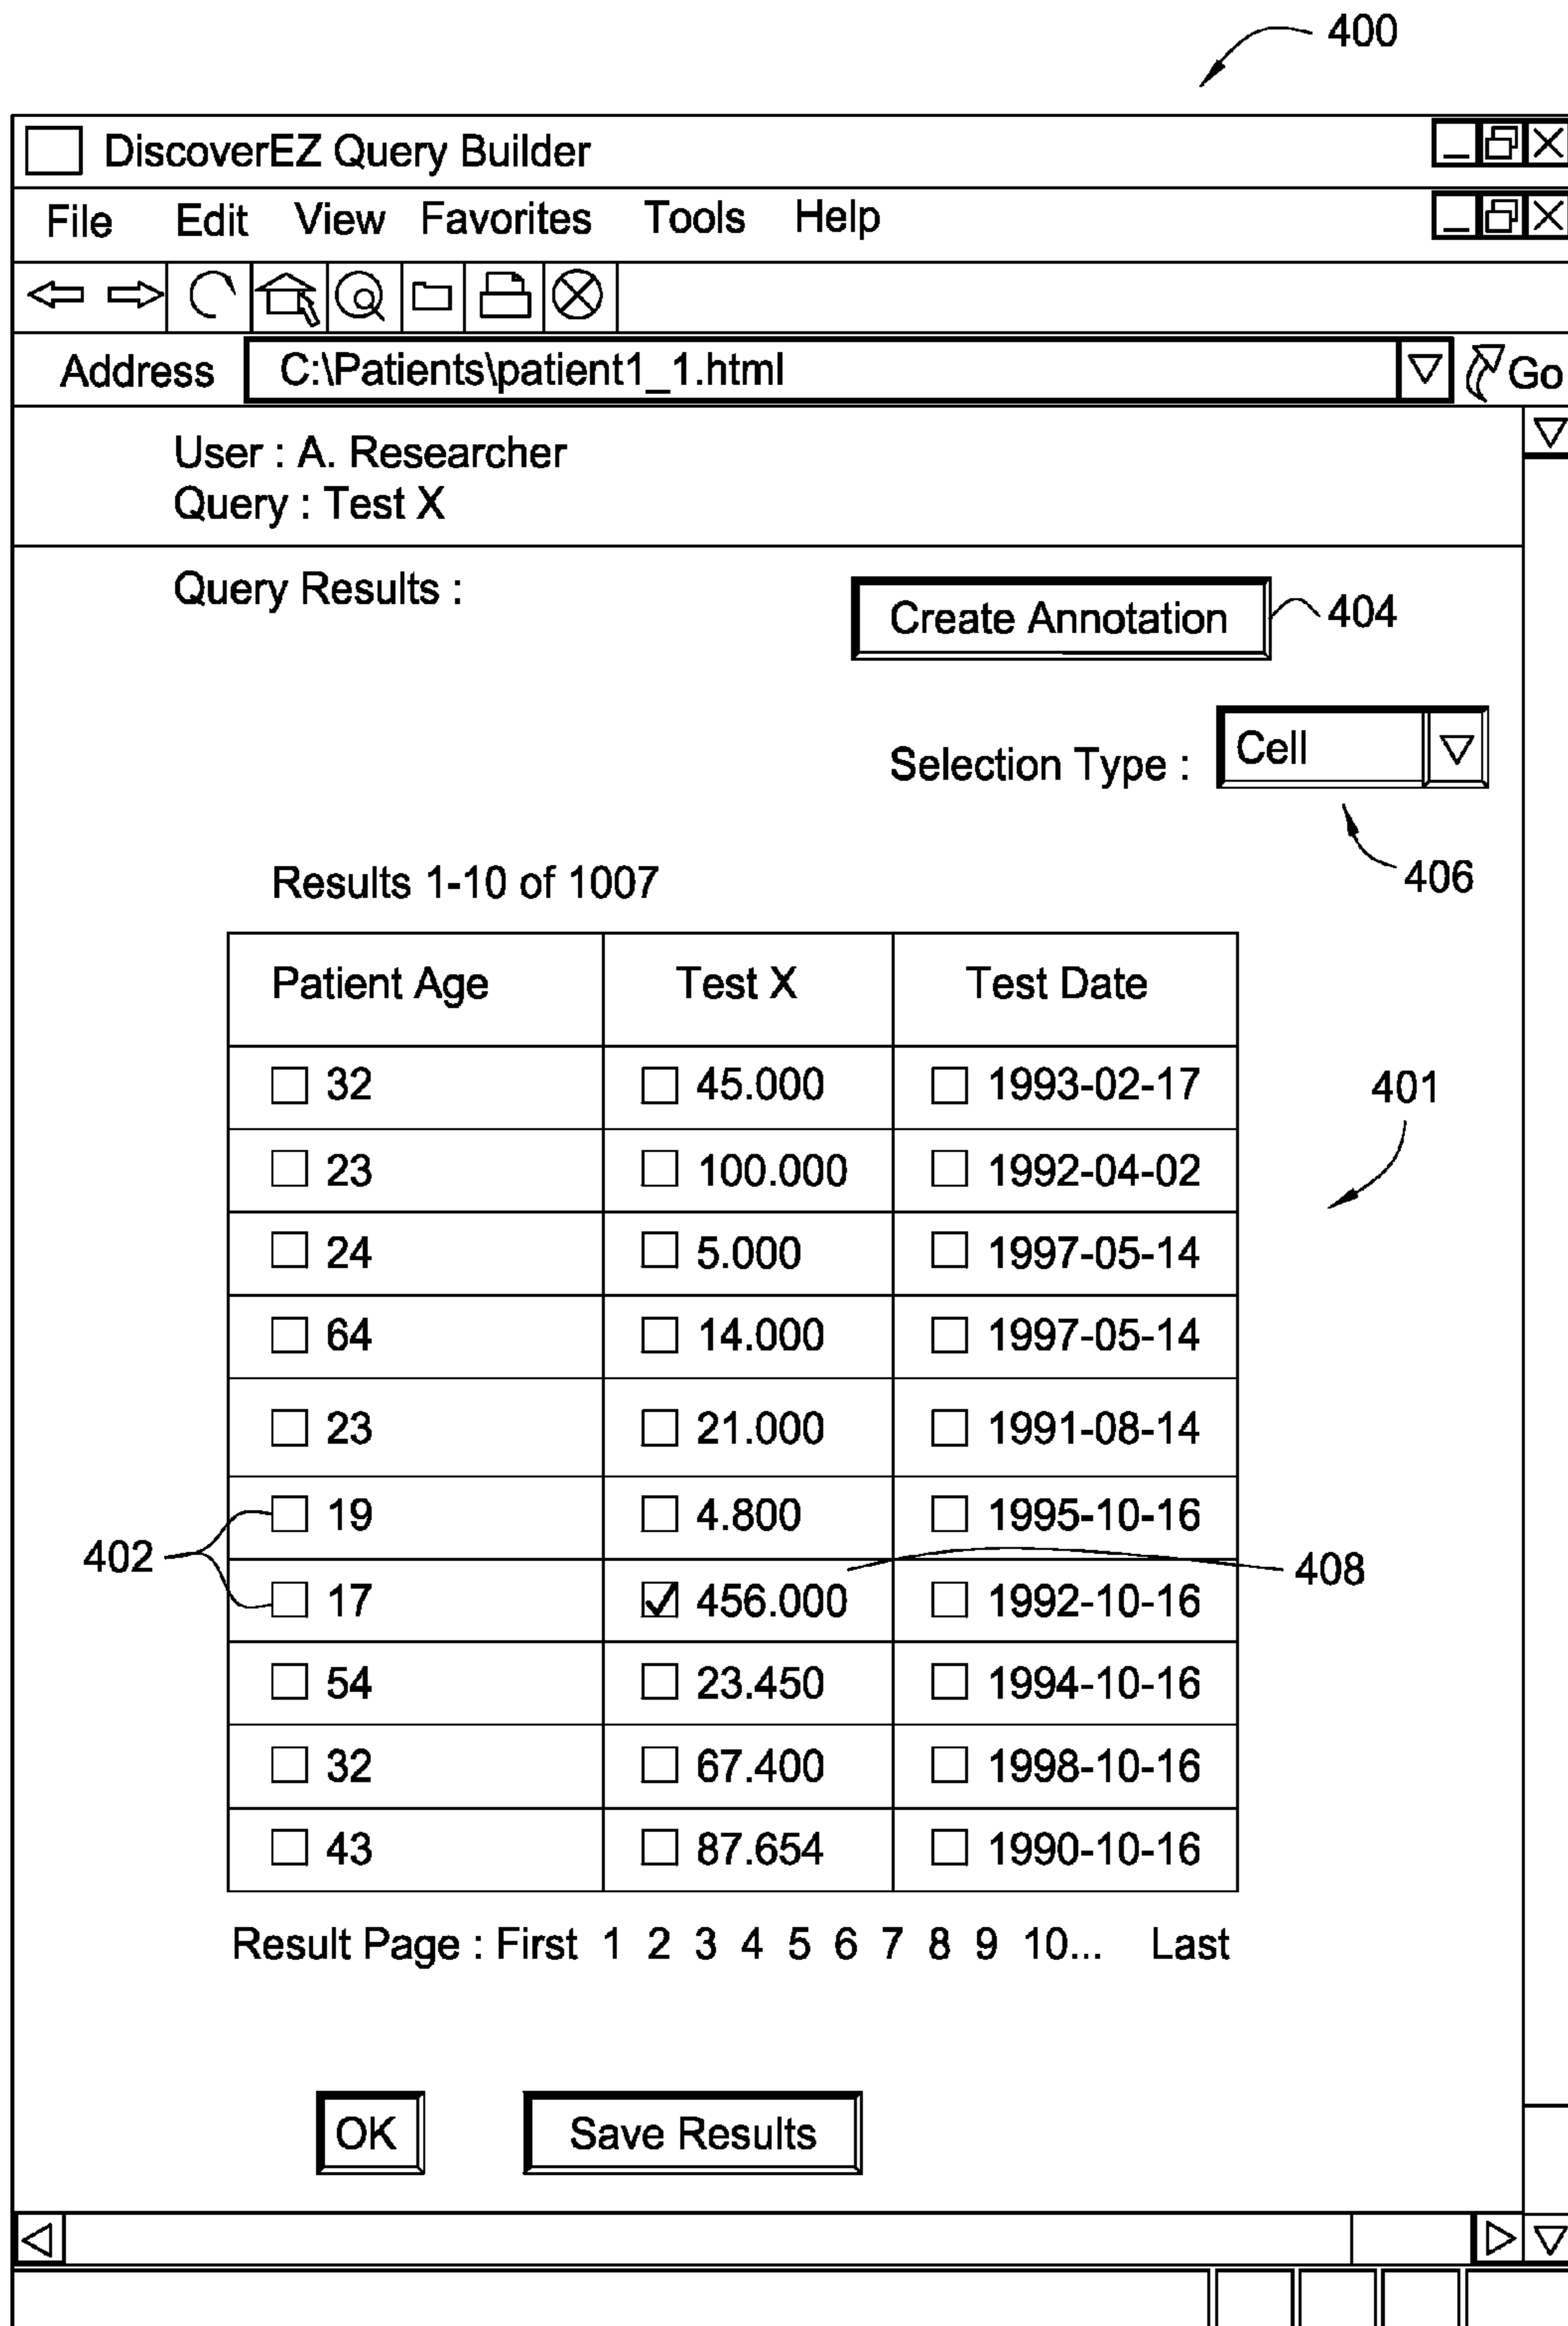 400
DiscoverEZ Query Builder
File Edit View Favorites Tools Help
Address C:\Patients\patient1_1.html Go
User : A. Researcher
Query : Test X
Query Results :
Create Annotation 404
Selection Type : Cell
406
Results 1-10 of 1007
Patient Age Test X Test Date
32 45.000 1993-02-17
401
23 100.000 1992-04-02
24 5.000 1997-05-14
64 14.000 1997-05-14
23 21.000 1991-08-14
19 4.800 1995-10-16
402 408
17 456.000 1992-10-16
54 23.450 1994-10-16
32 67.400 1998-10-16
43 87.654 1990-10-16
Result Page : First 1 2 3 4 5 6 7 8 9 10... Last
OK Save Results